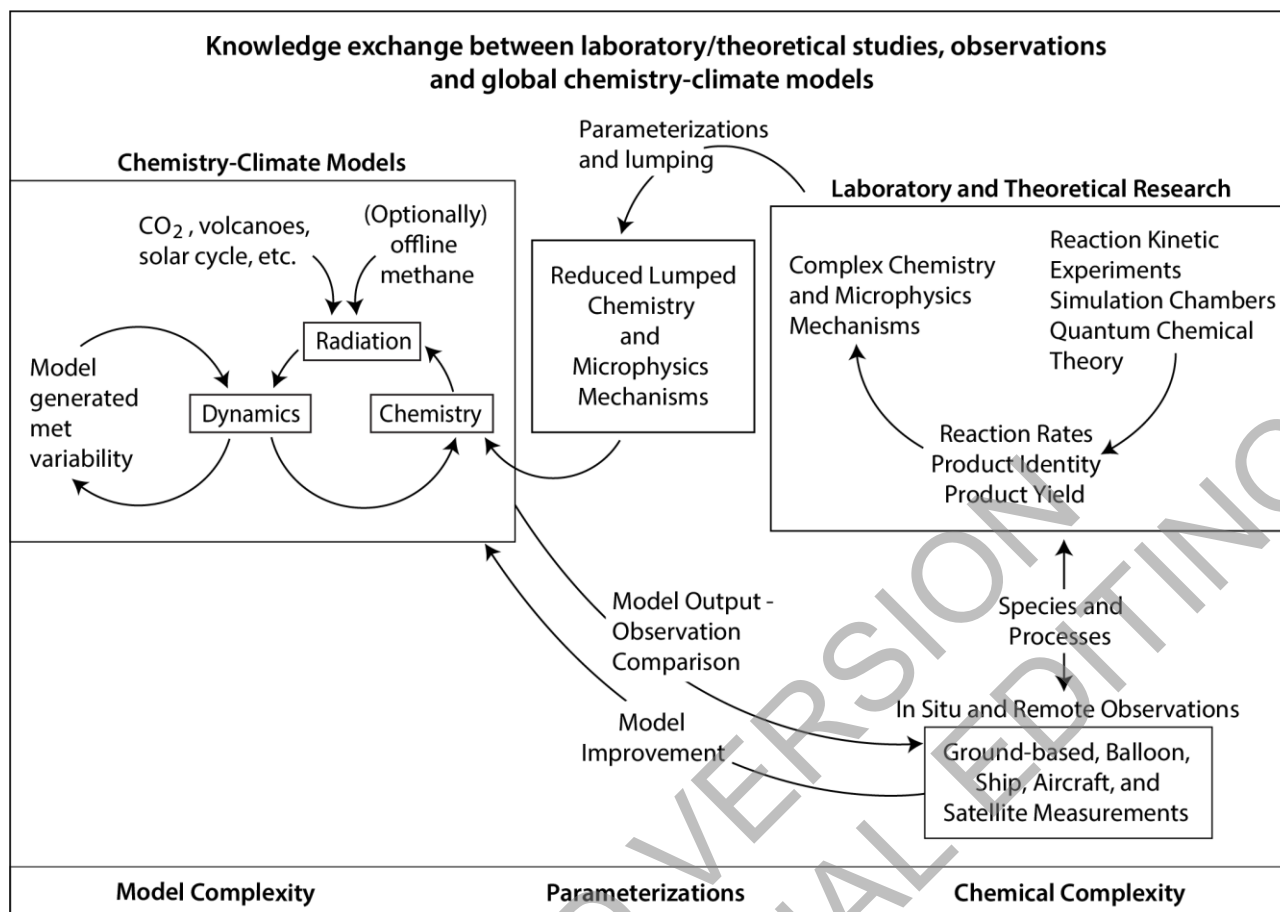 Knowledge exchange between laboratory/theoretical studies, observations
and global chemistry-climate models
Parameterizations
and lumping
Chemistry-Climate Models
CO2 , volcanoes,
solar cycle, etc.
(Optionally)
offline
methane
Radiation
Model
generated
met
variability
Dynamics
Chemistry
Reduced Lumped
Chemistry
and
Microphysics
Mechanisms
Laboratory and Theoretical Research
Complex Chemistry
and Microphysics
Mechanisms
Reaction Kinetic
Experiments
Simulation Chambers
Quantum Chemical
Theory
Reaction Rates
Product Identity
Product Yield
Model Output -
Observation
Comparison
Model
Improvement
Species and
Processes
In Situ and Remote Observations
Ground-based, Balloon,
Ship, Aircraft, and
Satellite Measurements
Model Complexity
Parameterizations
Chemical Complexity
VERSION
EDITING